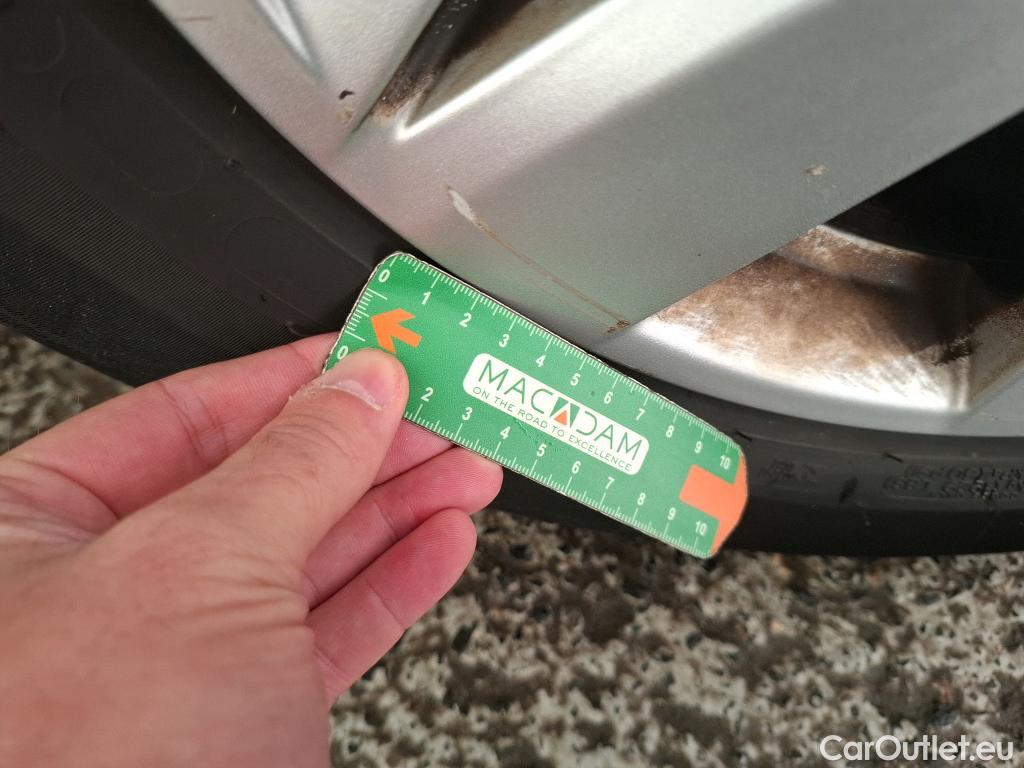 0 1 2 3 4 5 6 7 8 9 10
MACADAM
ON THE ROAD TO EXCELLENCE
0 2 3 4 5 6 7 8 9 10
CarOutlet.eu